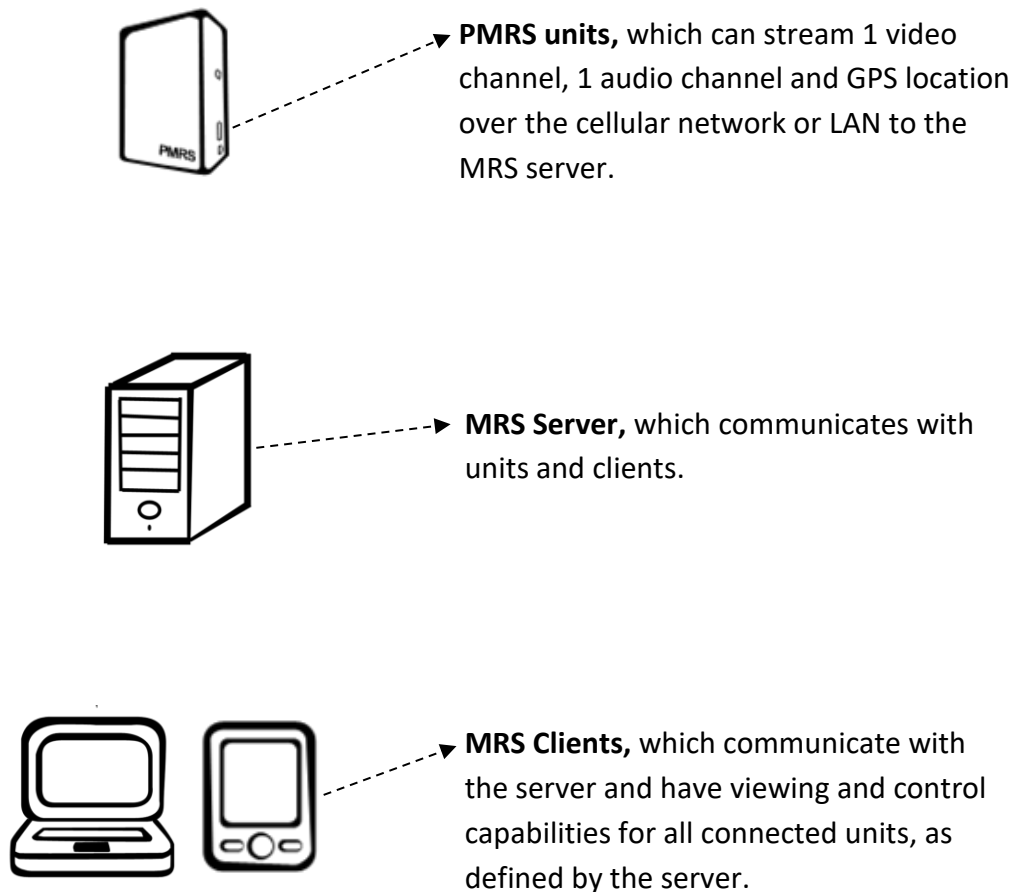 PMRS units, which can stream 1 video
channel, 1 audio channel and GPS location
over the cellular network or LAN to the
MRS server.
PMRS
MRS Server, which communicates with
units and clients.
MRS Clients, which communicate with
the server and have viewing and control
capabilities for all connected units, as
defined by the server.